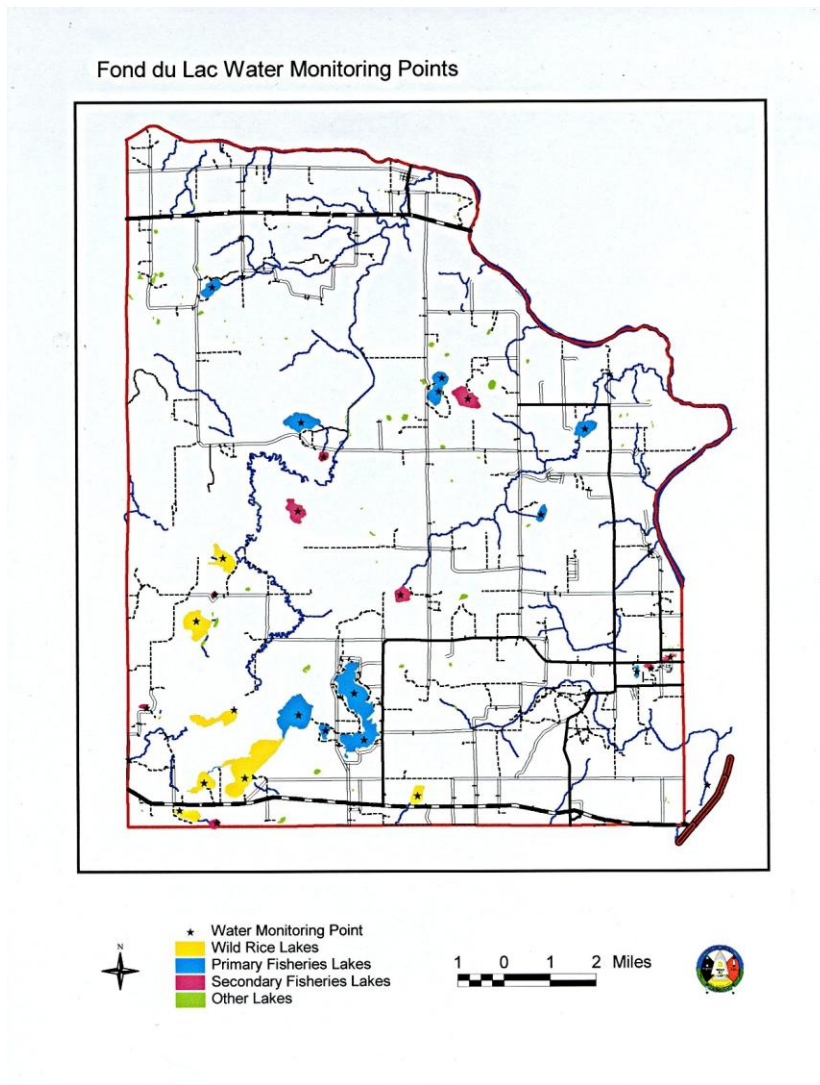 Fond du Lac Water Monitoring Points
N
Water Monitoring Point
Wild Rice Lakes
Primary Fisheries Lakes
Secondary Fisheries Lakes
Other Lakes
1 0 1 2 Miles